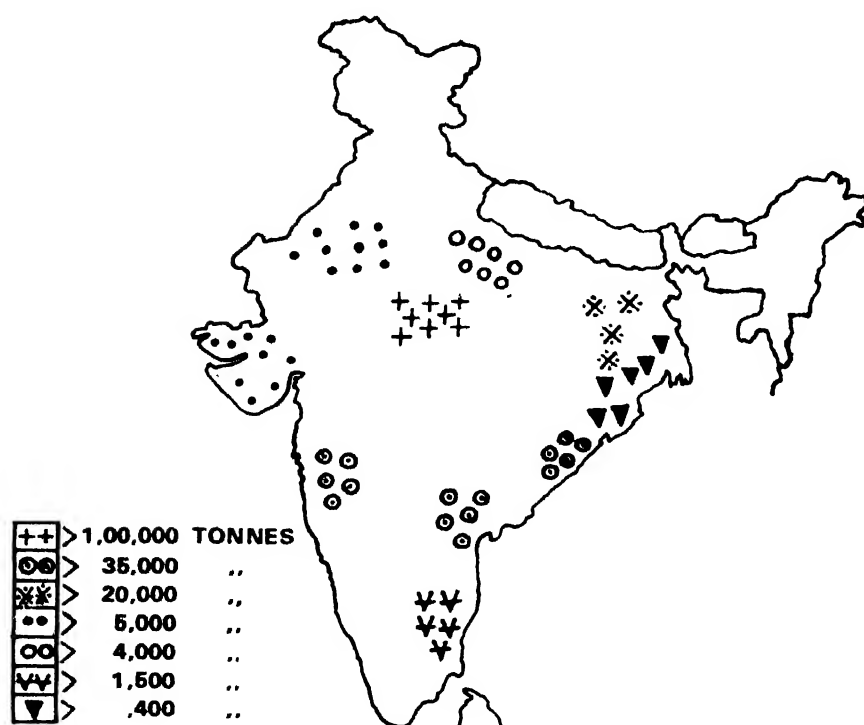 > 1,00,000 TONNES
> 35,000 ,,
> 20,000 ,,
> 5,000 ,,
> 4,000 ,,
> 1,500 ,,
> .400 ,,